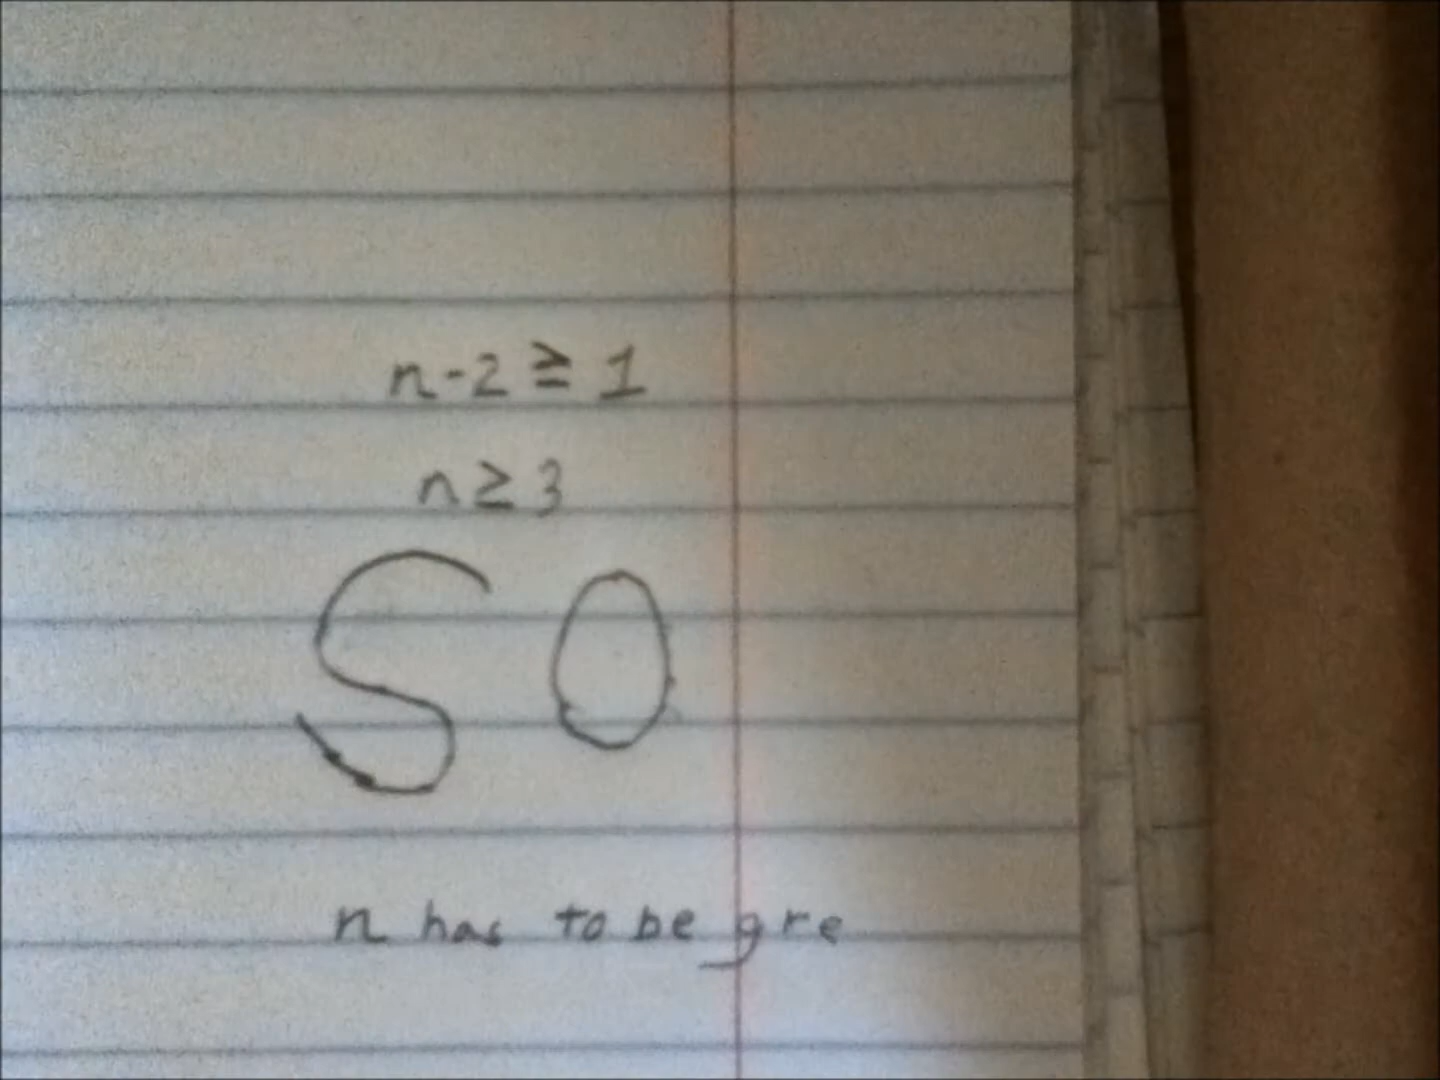 n-2 ≥ 1
n ≥ 3
SO
n has to be gre